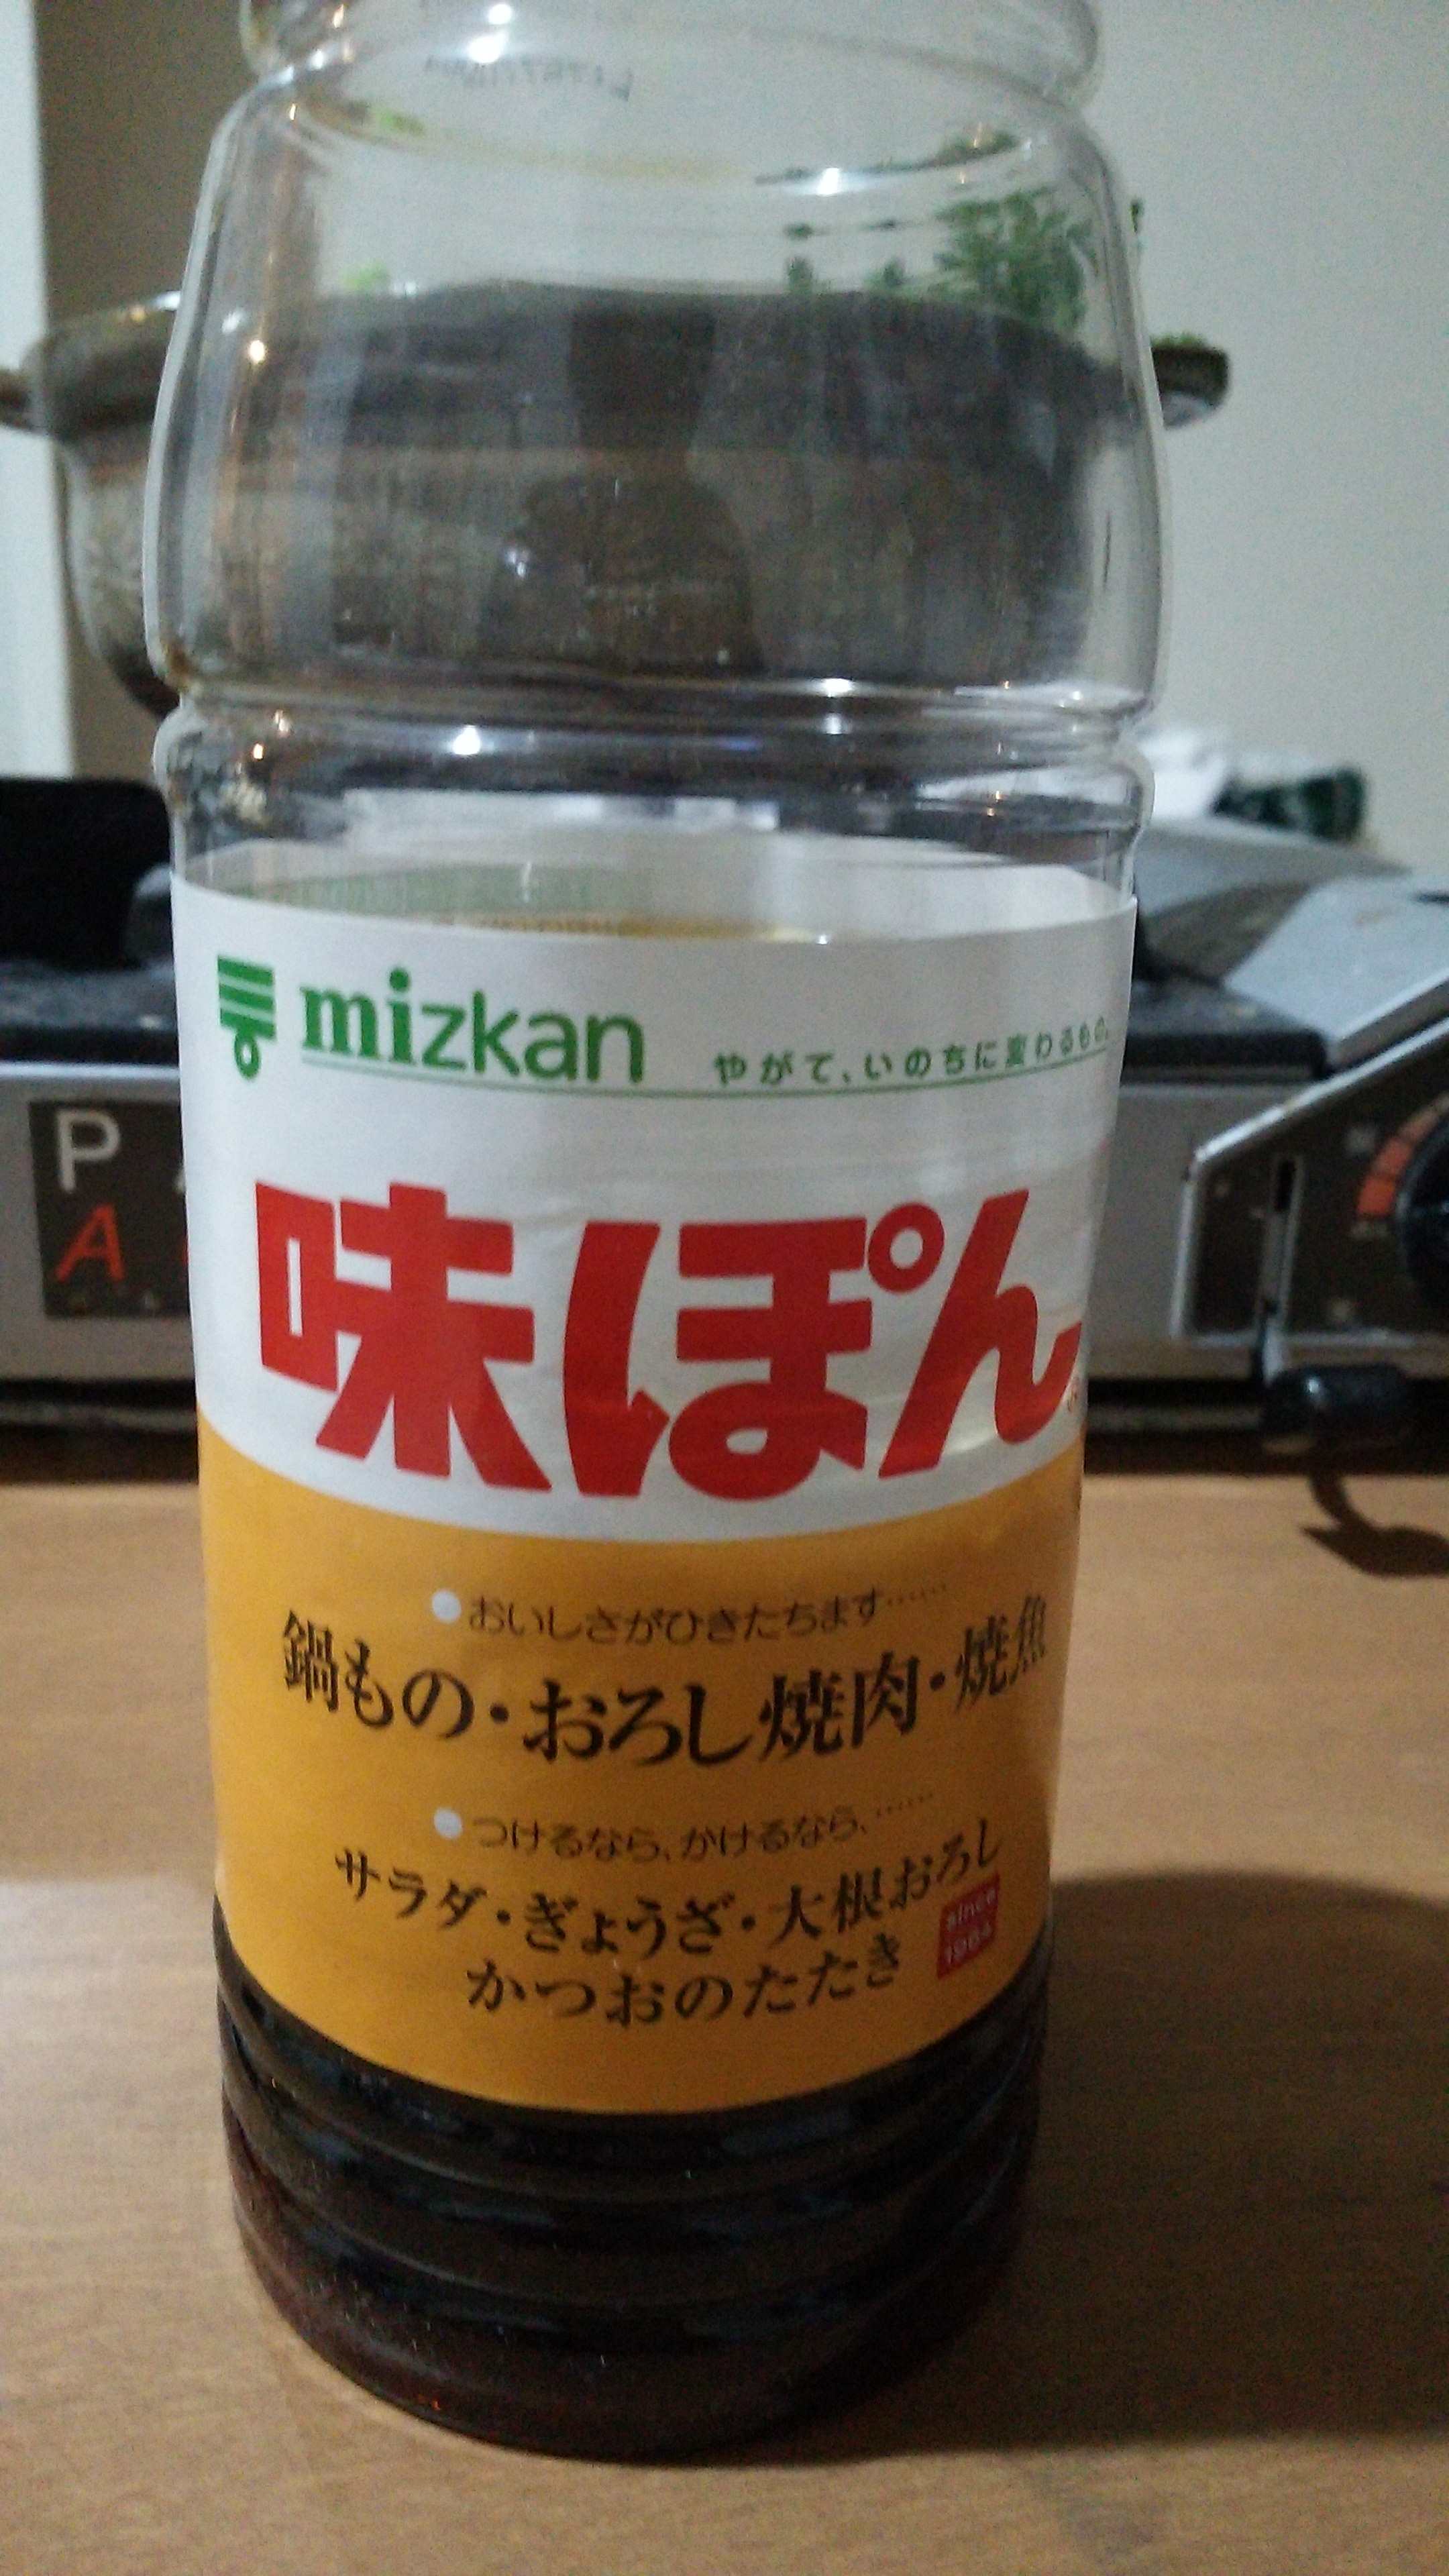 mizkan
やがて、いのちに変わるもの。
味ぽん
おいしさがひきたちます……
鍋もの・おろし焼肉・焼魚
つけるなら、かけるなら、……
サラダ・ぎょうざ・大根おろし
かつおのたたき
since
1964
P
A